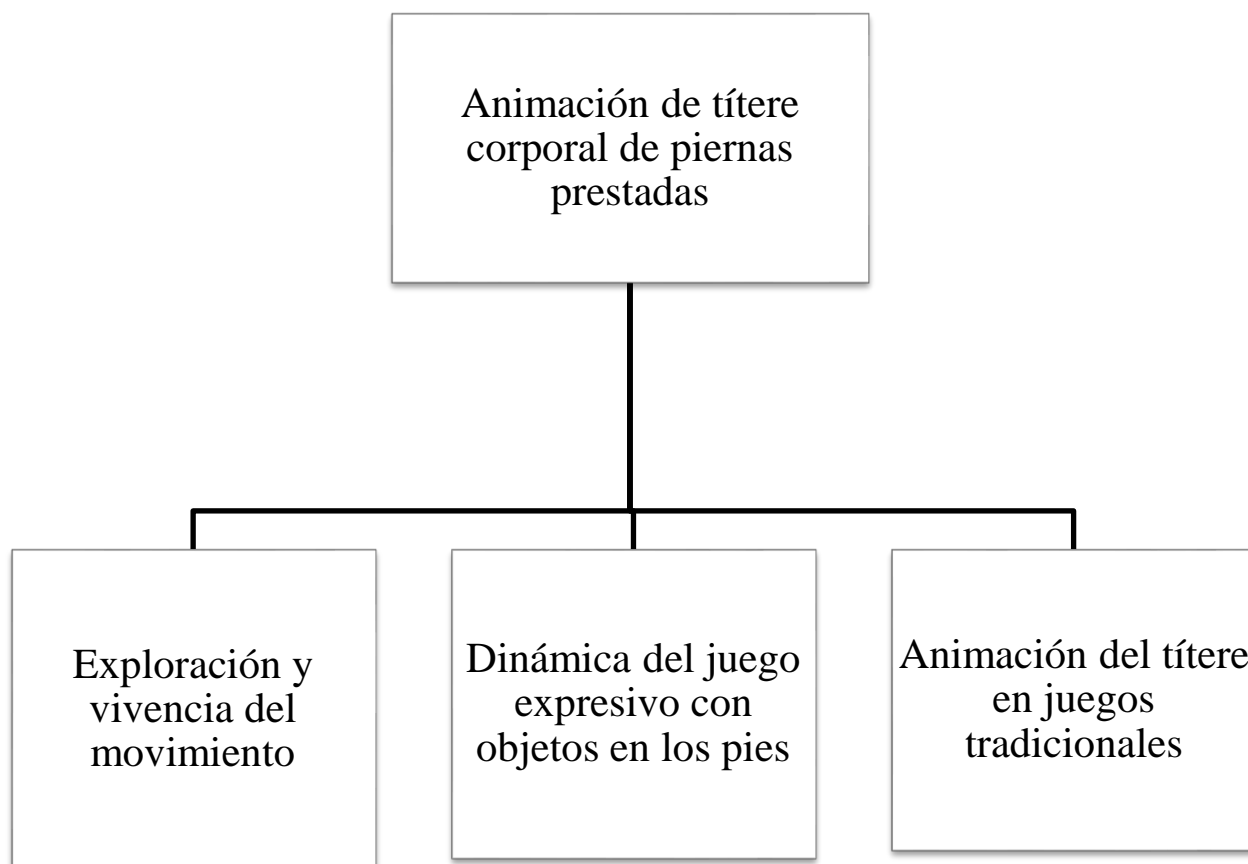 Animación de títere
corporal de piernas
prestadas
Exploración y
vivencia del
movimiento
Dinámica del juego
expresivo con
objetos en los pies
Animación del títere
en juegos
tradicionales